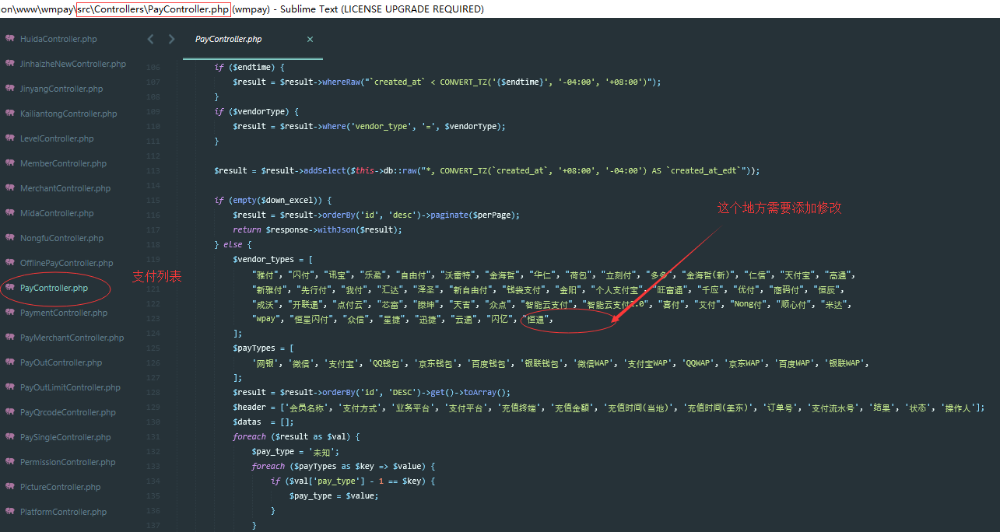 on\www\wmpay\src\Controllers\PayController.php (wmpay) - Sublime Text (LICENSE UPGRADE REQUIRED)
HuidaController.php
JinhaizheNewController.php
JinyangController.php
KailiantongController.php
LevelController.php
MemberController.php
MerchantController.php
MidaController.php
NongfuController.php
OfflinePayController.php
PayController.php
PaymentController.php
PayMerchantController.php
PayOutController.php
PayOutLimitController.php
PayQrcodeController.php
PaySingleController.php
PermissionController.php
PictureController.php
PlatformController.php
支付列表
PayController.php ×
106 if ($endtime) {
107 $result = $result->whereRaw("`created_at` < CONVERT_TZ('{$endtime}', '-04:00', '+08:00')");
108 }
109 if ($vendorType) {
110 $result = $result->where('vendor_type', '=', $vendorType);
111 }
112
113 $result = $result->addSelect($this->db::raw("*, CONVERT_TZ(`created_at`, '+08:00', '-04:00') AS `created_at_edt`"));
114
115 if (empty($down_excel)) {
116 $result = $result->orderBy('id', 'desc')->paginate($perPage);
这个地方需要添加修改
117 return $response->withJson($result);
118 } else {
119 $vendor_types = [
"雅付", "闪付", "讯宝", "乐盈", "自由付", "沃雷特", "金海哲", "华仁", "荷包", "立刻付", "多多", "金海哲(新)", "仁信", "天付宝", "高通",
121 "新雅付", "先行付", "我付", "汇达", "泽圣", "新自由付", "钱袋支付", "金阳", "个人支付宝", "旺富通", "千应", "优付", "商码付", "恒辰",
122 "成沃", "开联通", "点付云", "芯富", "滕坤", "天吉", "众点", "智能云支付", "智能云支付2.0", "喜付", "艾付", "Nong付", "顺心付", "米达",
123 "wpay", "恒星闪付", "众信", "星捷", "迅捷", "云通", "闪亿", "恒通",
124 ];
125 $payTypes = [
126 '网银', '微信', '支付宝', 'QQ钱包', '京东钱包', '百度钱包', '银联钱包', '微信WAP', '支付宝WAP', 'QQWAP', '京东WAP', '百度WAP', '银联WAP',
127 ];
128 $result = $result->orderBy('id', 'DESC')->get()->toArray();
129 $header = ['会员名称', '支付方式', '业务平台', '支付平台', '充值终端', '充值金额', '充值时间(当地)', '充值时间(美东)', '订单号', '支付流水号', '结果', '状态', '操作人'];
130 $datas = [];
131 foreach ($result as $val) {
132 $pay_type = '未知';
133 foreach ($payTypes as $key => $value) {
134 if ($val['pay_type'] - 1 == $key) {
135 $pay_type = $value;
136 }
137 }